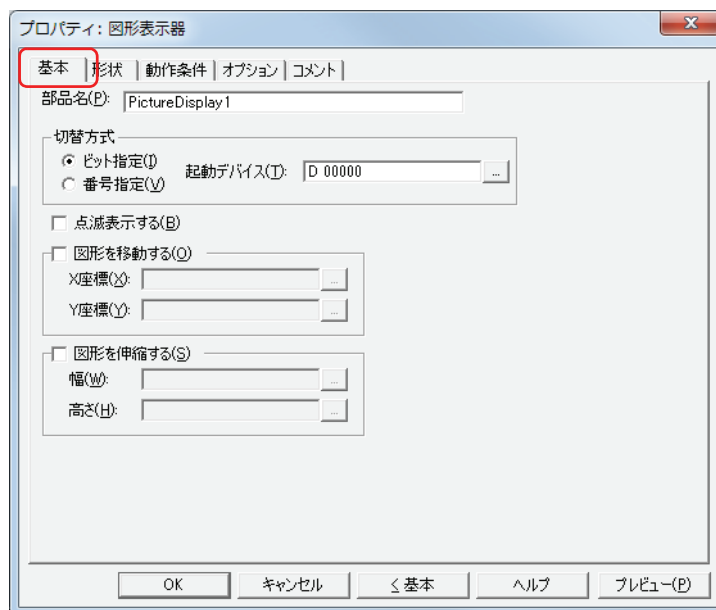 プロパティ: 図形表示器
基本 形状 動作条件 オプション コメント
部品名(P): PictureDisplay1
切替方式
ビット指定(I)
番号指定(V)
起動デバイス(T): D 00000 ...
点滅表示する(B)
図形を移動する(O)
X座標(X): ...
Y座標(Y): ...
図形を伸縮する(S)
幅(W): ...
高さ(H): ...
OK キャンセル < 基本 ヘルプ プレビュー(P)